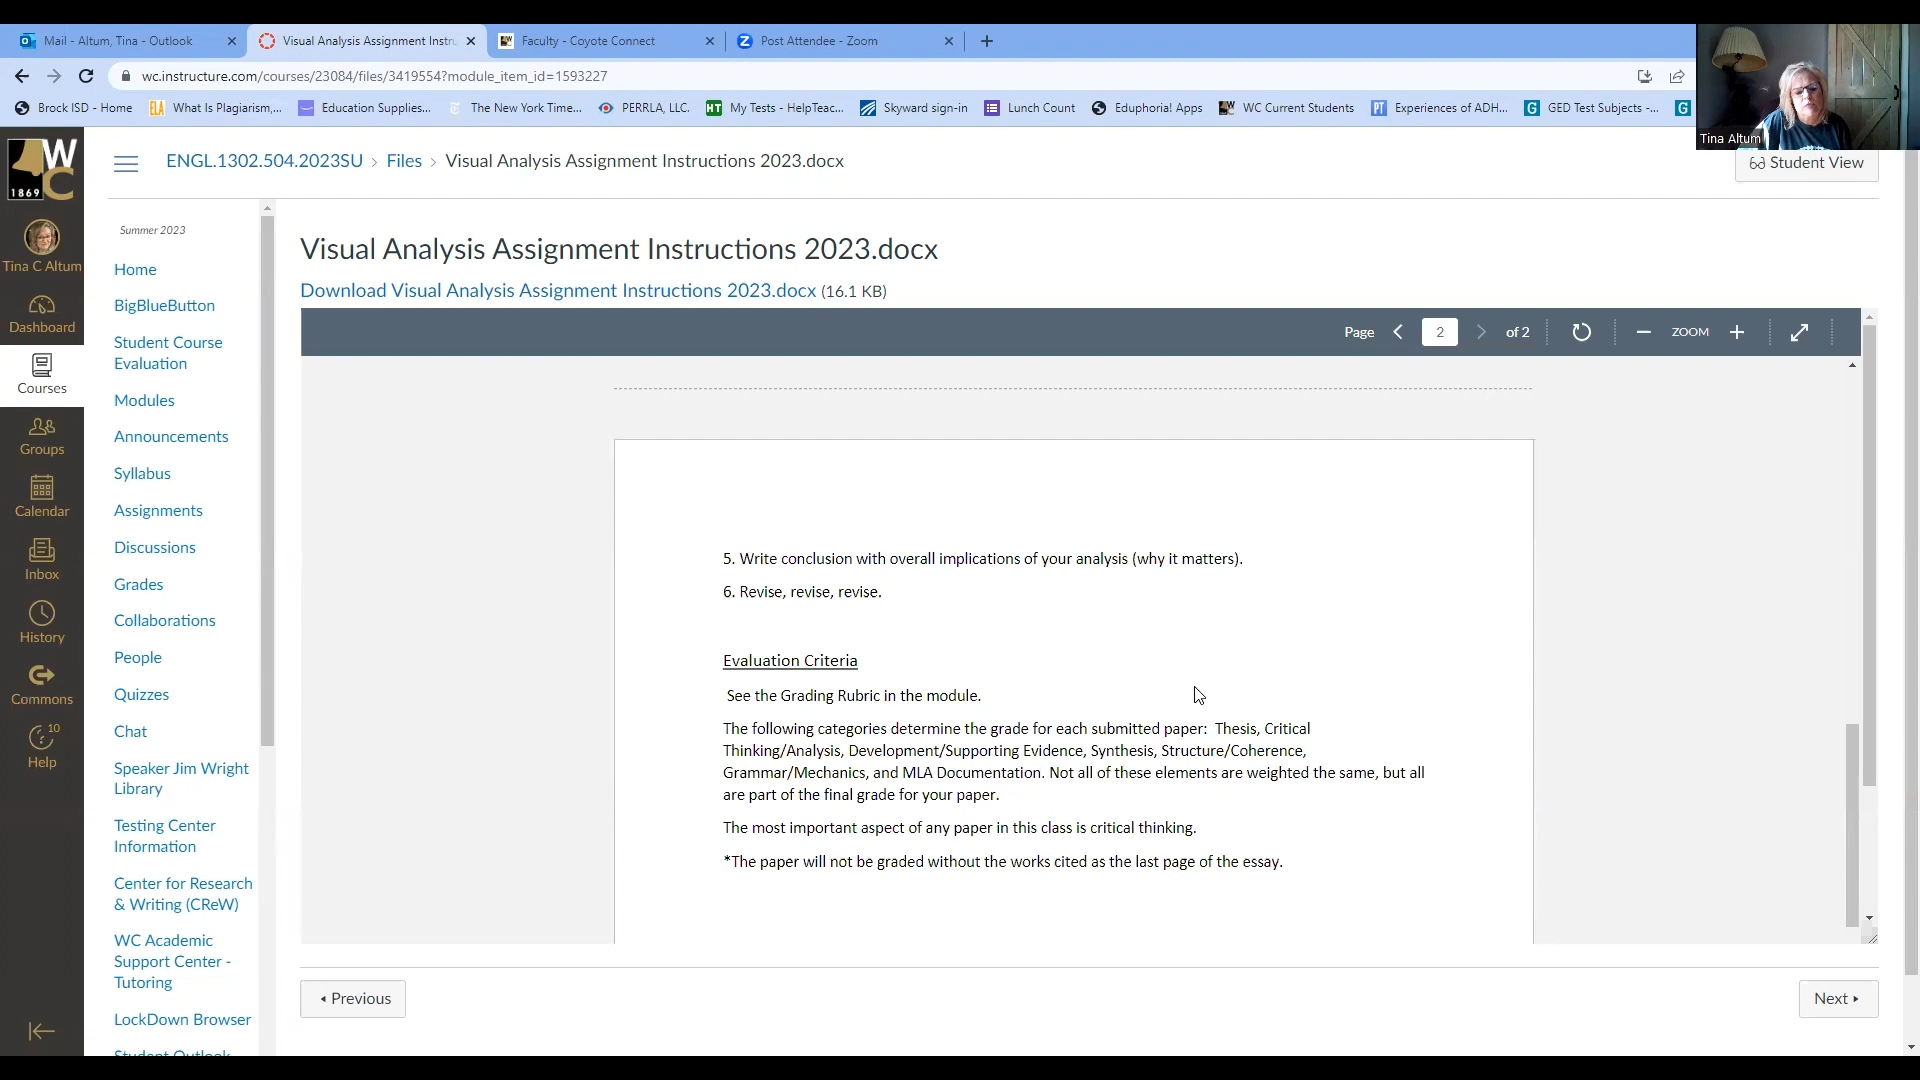 Mail - Altum, Tina - Outlook
Visual Analysis Assignment Instru
Faculty - Coyote Connect
Post Attendee - Zoom
wc.instructure.com/courses/23084/files/3419554?module_item_id=1593227
Brock ISD - Home
What Is Plagiarism,...
Education Supplies...
The New York Time...
PERRLA, LLC.
My Tests - HelpTeac...
Skyward sign-in
Lunch Count
Eduphoria! Apps
WC Current Students
Experiences of ADH...
GED Test Subjects -...
Tina Altum
WC
1869
ENGL.1302.504.2023SU > Files > Visual Analysis Assignment Instructions 2023.docx
Student View
Tina C Altum
Dashboard
Courses
Groups
Calendar
Inbox
History
Commons
10
Help
Summer 2023
Home
BigBlueButton
Student Course
Evaluation
Modules
Announcements
Syllabus
Assignments
Discussions
Grades
Collaborations
People
Quizzes
Chat
Speaker Jim Wright
Library
Testing Center
Information
Center for Research
& Writing (CReW)
WC Academic
Support Center -
Tutoring
LockDown Browser
Student Outlook
Visual Analysis Assignment Instructions 2023.docx
Download Visual Analysis Assignment Instructions 2023.docx (16.1 KB)
Page 2 of 2 ZOOM
5. Write conclusion with overall implications of your analysis (why it matters).
6. Revise, revise, revise.
Evaluation Criteria
See the Grading Rubric in the module.
The following categories determine the grade for each submitted paper: Thesis, Critical
Thinking/Analysis, Development/Supporting Evidence, Synthesis, Structure/Coherence,
Grammar/Mechanics, and MLA Documentation. Not all of these elements are weighted the same, but all
are part of the final grade for your paper.
The most important aspect of any paper in this class is critical thinking.
*The paper will not be graded without the works cited as the last page of the essay.
Previous
Next